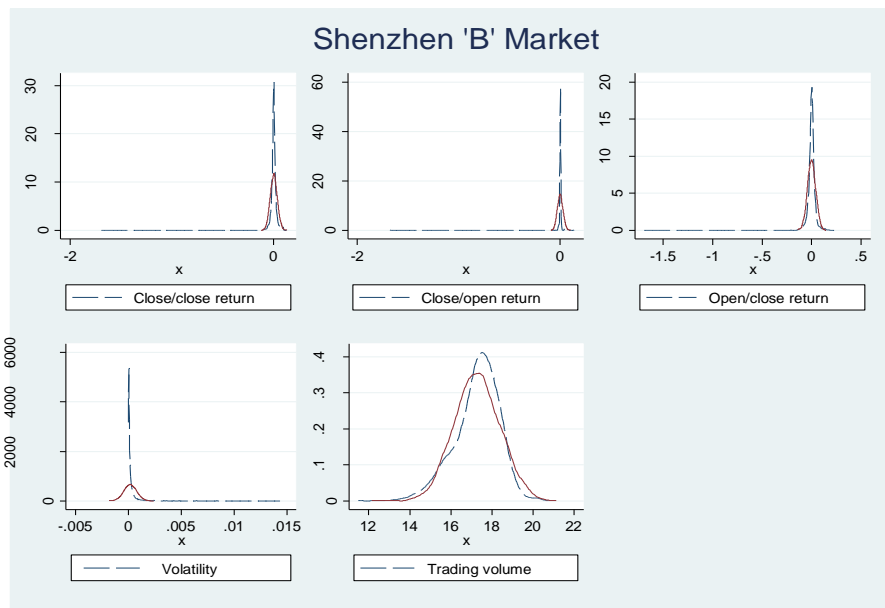 Shenzhen 'B' Market
30
20
10
0
-2 0
x
Close/close return
60
40
20
0
-2 0
x
Close/open return
20
15
10
5
0
-1.5 -1 -.5 0 .5
x
Open/close return
6000
4000
2000
0
-.005 0 .005 .01 .015
x
Volatility
.4
.3
.2
.1
0
12 14 16 18 20 22
x
Trading volume